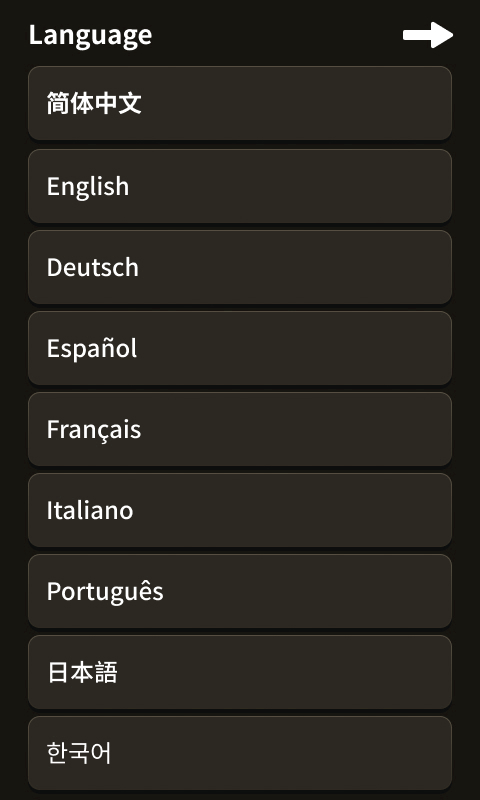 Language
简体中文
English
Deutsch
Español
Français
Italiano
Português
日本語
한국어